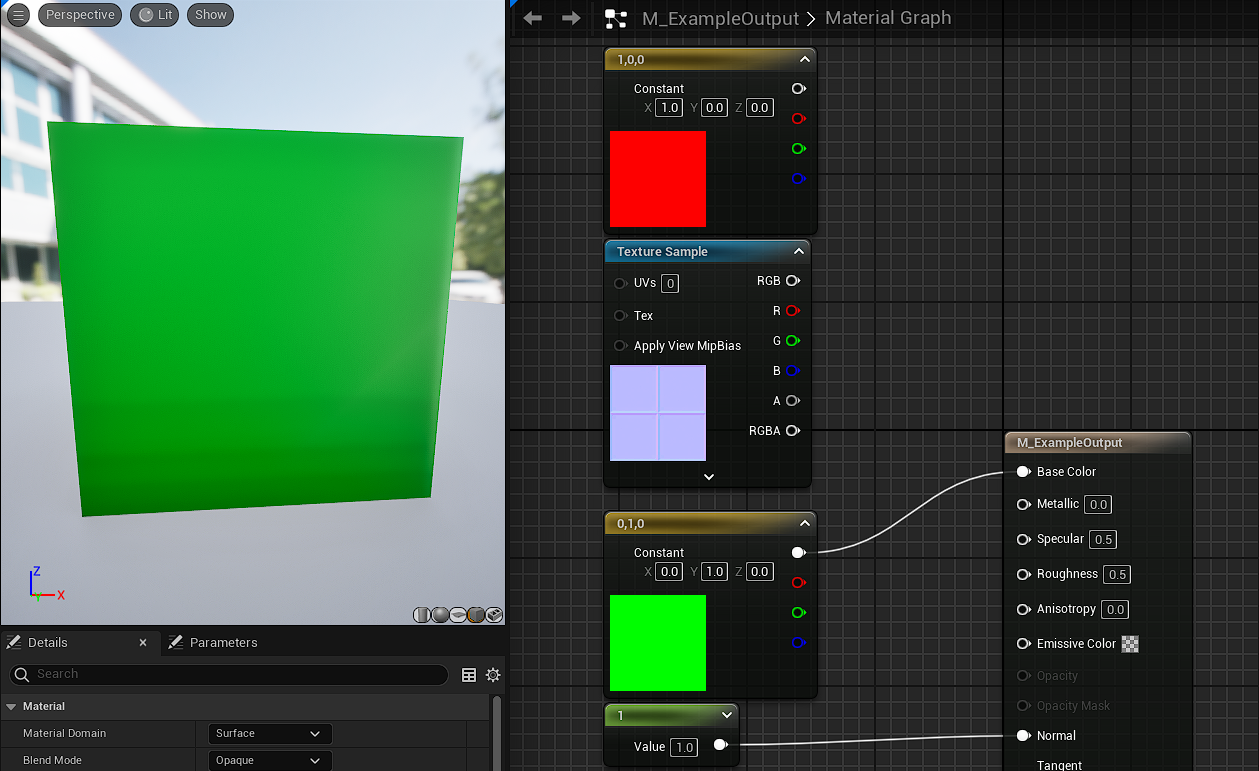 Perspective Lit Show
M_ExampleOutput > Material Graph
1,0,0
Constant
X 1.0 Y 0.0 Z 0.0
Texture Sample
UVs 0 RGB
R
Tex
G
Apply View MipBias
B
A
RGBA
M_ExampleOutput
Base Color
Metallic 0.0
Specular 0.5
Roughness 0.5
Anisotropy 0.0
Emissive Color
Opacity
Opacity Mask
Normal
Tangent
0,1,0
Constant
X 0.0 Y 1.0 Z 0.0
1
Value 1.0
Z
Y X
Details × Parameters
Search
Material
Material Domain Surface
Blend Mode Opaque